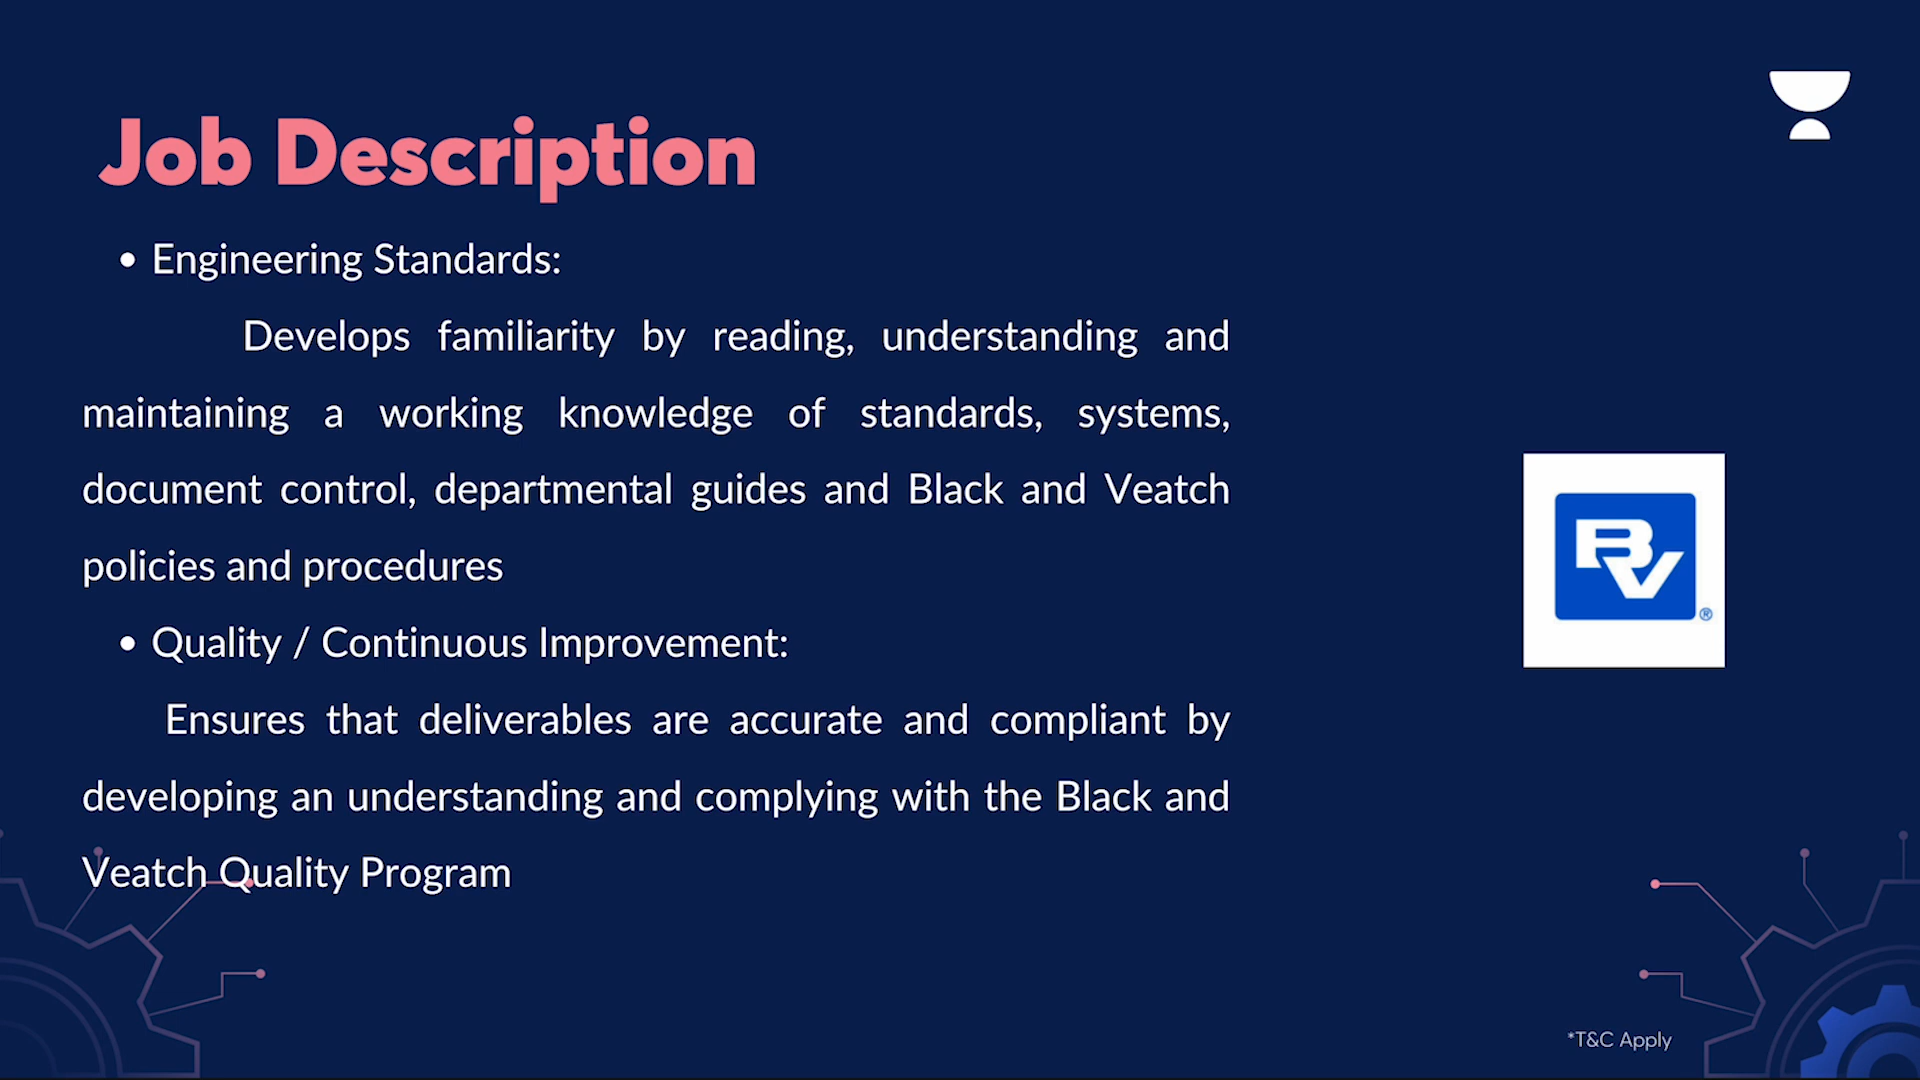 Job Description
• Engineering Standards:
Develops familiarity by reading, understanding and
maintaining a working knowledge of standards, systems,
document control, departmental guides and Black and Veatch
policies and procedures
• Quality / Continuous Improvement:
Ensures that deliverables are accurate and compliant by
developing an understanding and complying with the Black and
Veatch Quality Program
BV®
*T&C Apply